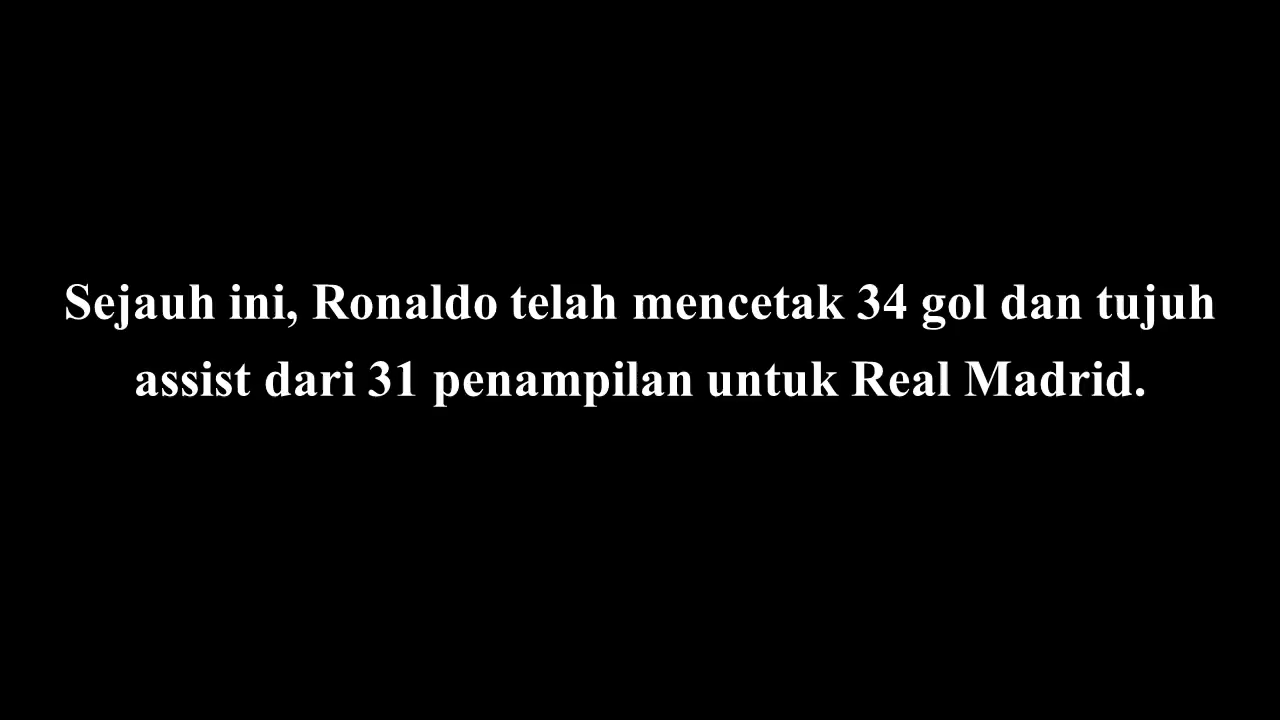 Sejauh ini, Ronaldo telah mencetak 34 gol dan tujuh
assist dari 31 penampilan untuk Real Madrid.